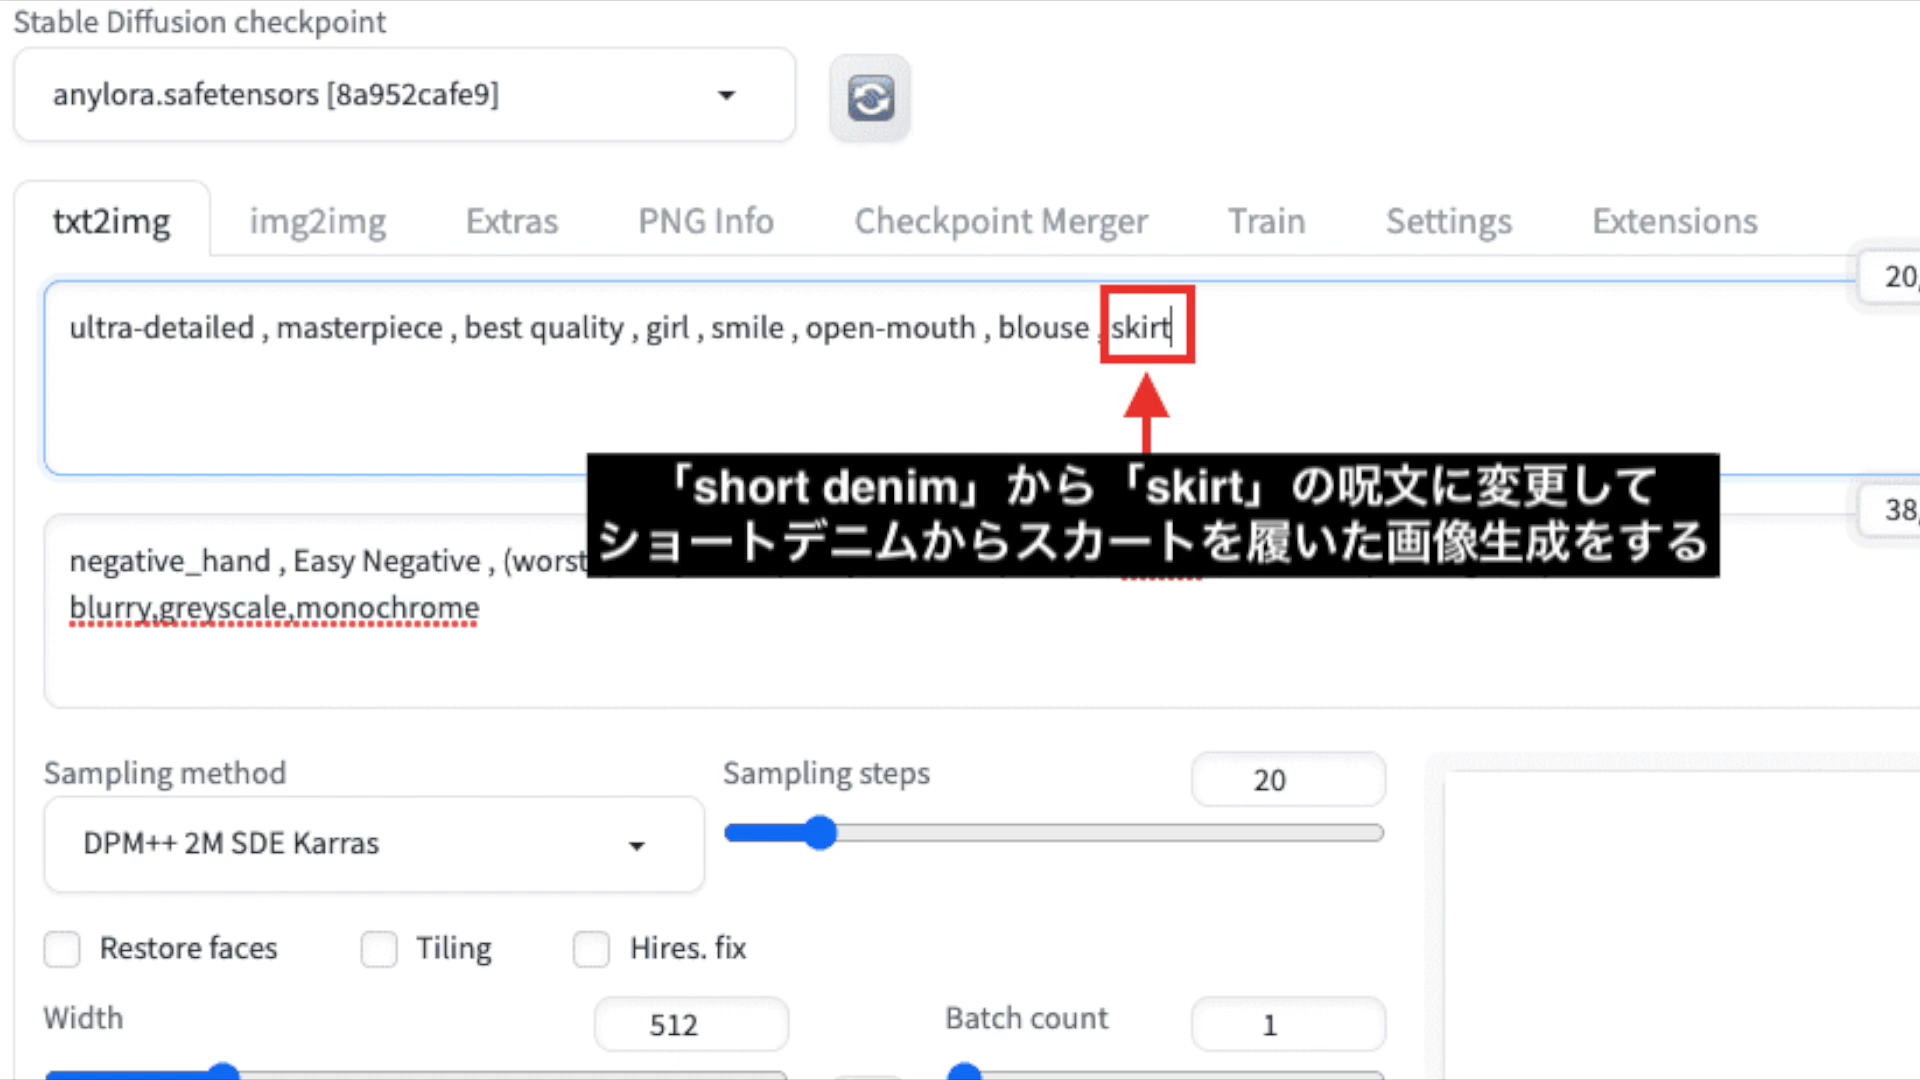 Stable Diffusion checkpoint
anylora.safetensors [8a952cafe9]
txt2img img2img Extras PNG Info Checkpoint Merger Train Settings Extensions
20,
ultra-detailed , masterpiece , best quality , girl , smile , open-mouth , blouse , skirt
「short denim」から「skirt」の呪文に変更して
ショートデニムからスカートを履いた画像生成をする
38,
negative_hand , Easy Negative , (worst
blurry,greyscale,monochrome
Sampling method
DPM++ 2M SDE Karras
Sampling steps
20
Restore faces Tiling Hires. fix
Width
512
Batch count
1